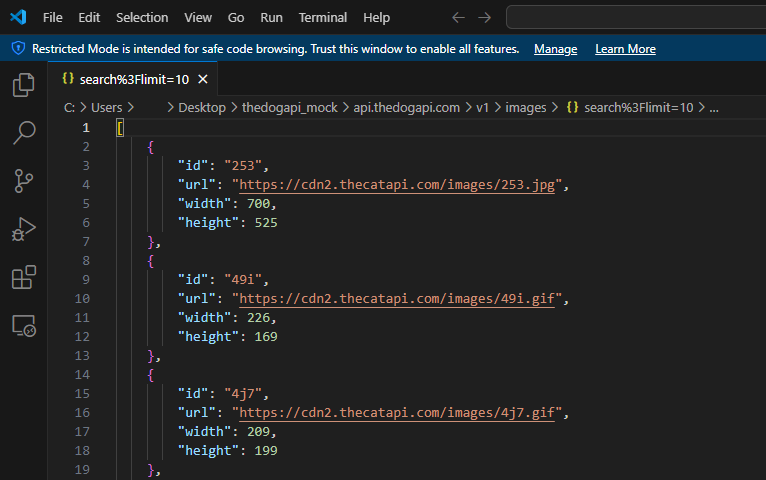 File Edit Selection View Go Run Terminal Help
Restricted Mode is intended for safe code browsing. Trust this window to enable all features. Manage Learn More
{} search%3Flimit=10
C: > Users > > Desktop > thedogapi_mock > api.thedogapi.com > v1 > images > {} search%3Flimit=10 > ...
1 [
2 {
3 "id": "253",
4 "url": "https://cdn2.thecatapi.com/images/253.jpg",
5 "width": 700,
6 "height": 525
7 },
8 {
9 "id": "49i",
10 "url": "https://cdn2.thecatapi.com/images/49i.gif",
11 "width": 226,
12 "height": 169
13 },
14 {
15 "id": "4j7",
16 "url": "https://cdn2.thecatapi.com/images/4j7.gif",
17 "width": 209,
18 "height": 199
19 },